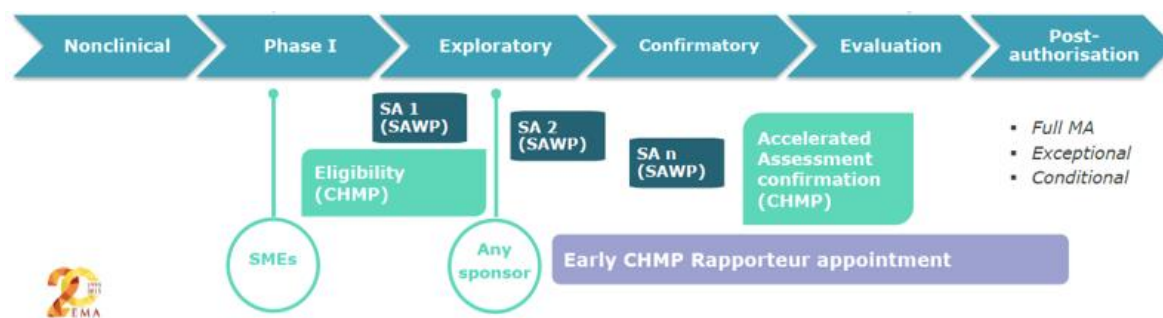 Nonclinical
Phase I
Exploratory
Confirmatory
Evaluation
Post-
authorisation
SA 1
(SAWP)
SA 2
(SAWP)
SA n
(SAWP)
Eligibility
(CHMP)
Accelerated
Assessment
confirmation
(CHMP)
▪ Full MA
▪ Exceptional
▪ Conditional
SMEs
Any
sponsor
Early CHMP Rapporteur appointment
20
EMA